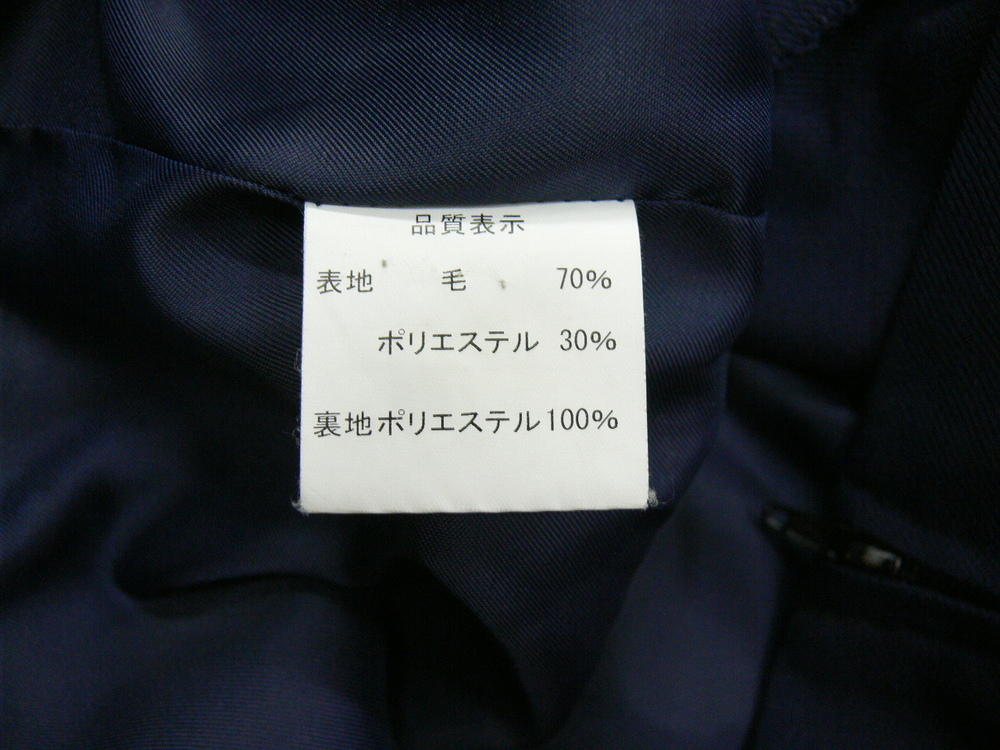 品質表示
表地 毛 70%
ポリエステル 30%
裏地ポリエステル100%